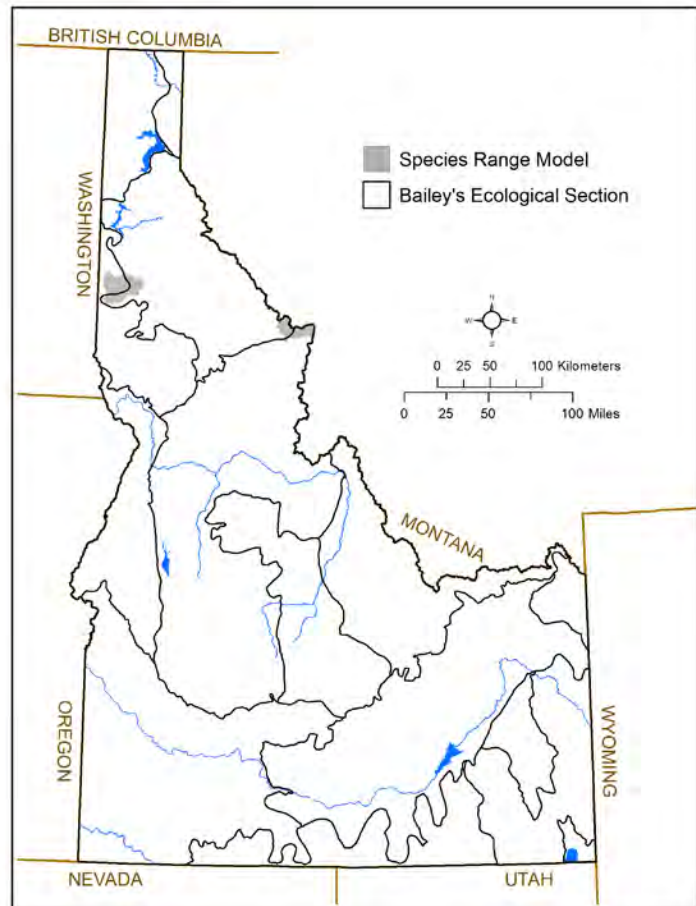 BRITISH COLUMBIA
WASHINGTON
Species Range Model
Bailey's Ecological Section
N
W
E
S
0 25 50 100 Kilometers
0 25 50 100 Miles
MONTANA
OREGON
WYOMING
NEVADA
UTAH